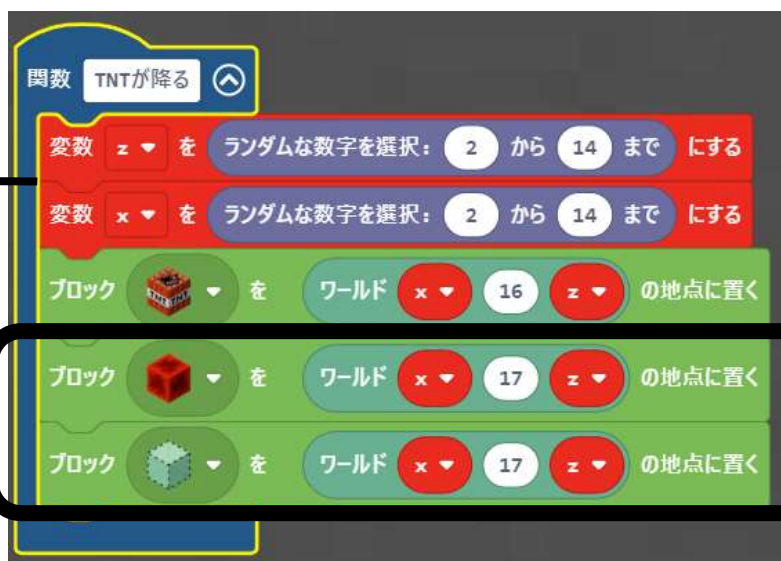 関数 TNTが降る
変数 z を ランダムな数字を選択: 2 から 14 まで にする
変数 x を ランダムな数字を選択: 2 から 14 まで にする
ブロック TNT を ワールド x 16 z の地点に置く
ブロック を ワールド x 17 z の地点に置く
ブロック を ワールド x 17 z の地点に置く